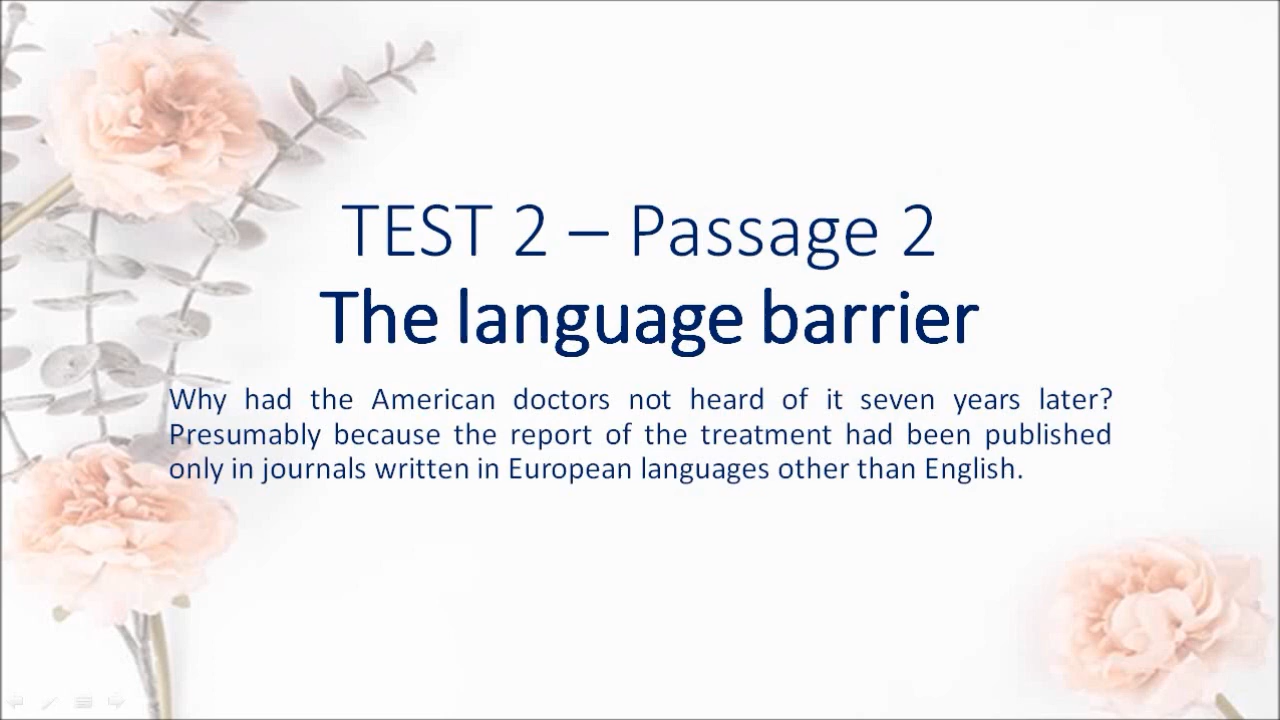 TEST 2 – Passage 2
The language barrier
Why had the American doctors not heard of it seven years later?
Presumably because the report of the treatment had been published
only in journals written in European languages other than English.